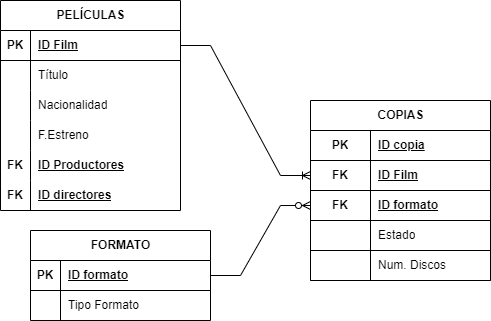 PELÍCULAS
PK ID Film
Título
Nacionalidad
F.Estreno
FK ID Productores
FK ID directores
COPIAS
PK ID copia
FK ID Film
FK ID formato
Estado
Num. Discos
FORMATO
PK ID formato
Tipo Formato